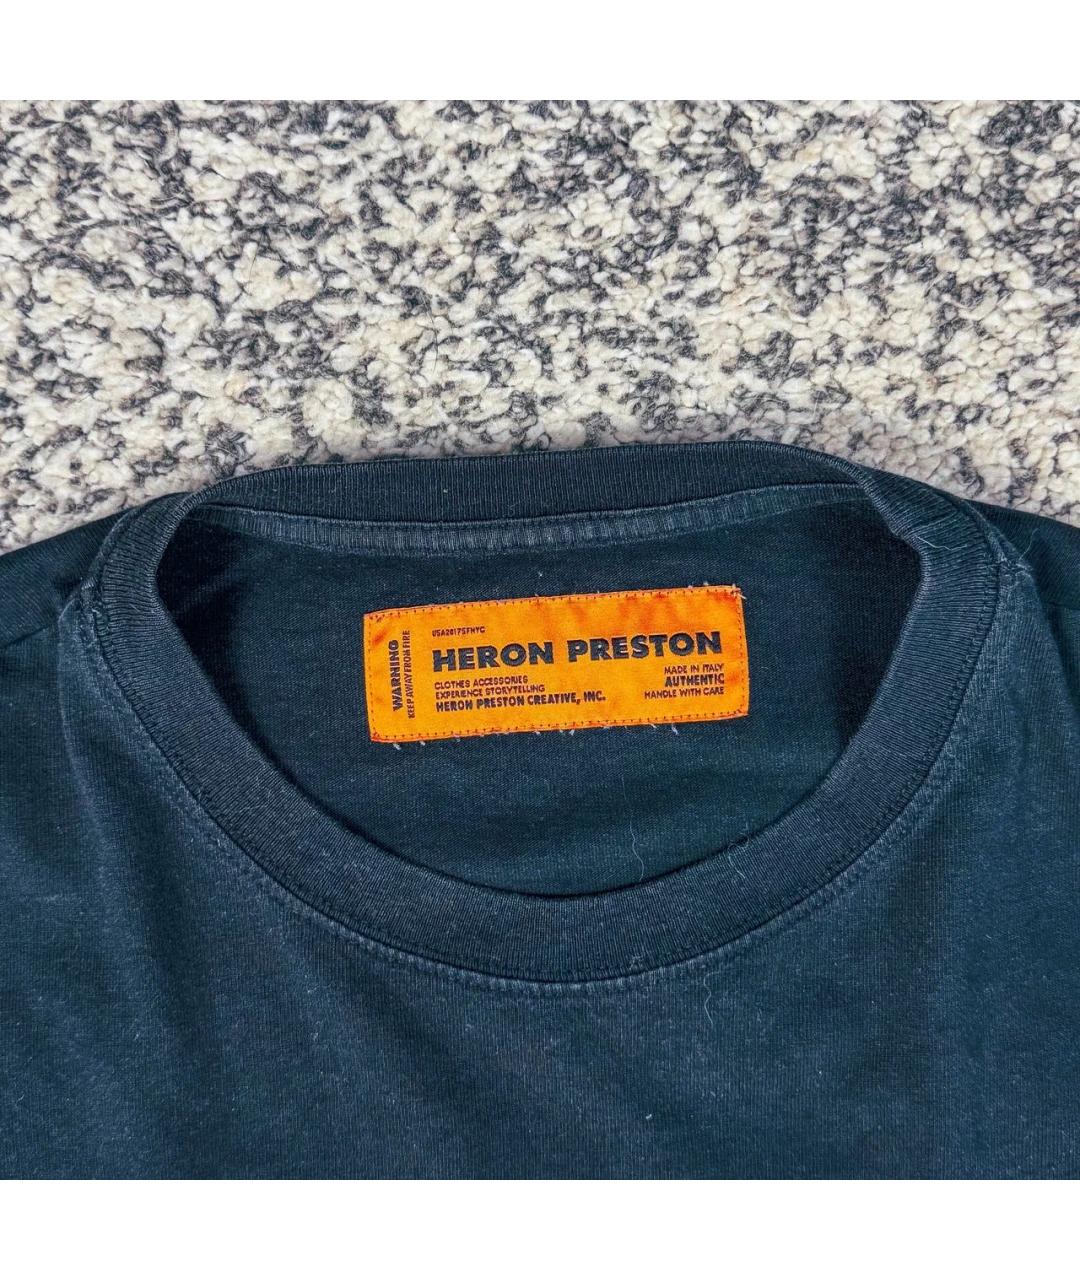 WARNING
KEEP AWAY FROM FIRE
USA2017SFNYC
HERON PRESTON
CLOTHES ACCESSORIES
EXPERIENCE STORYTELLING
HERON PRESTON CREATIVE, INC.
MADE IN ITALY
AUTHENTIC
HANDLE WITH CARE